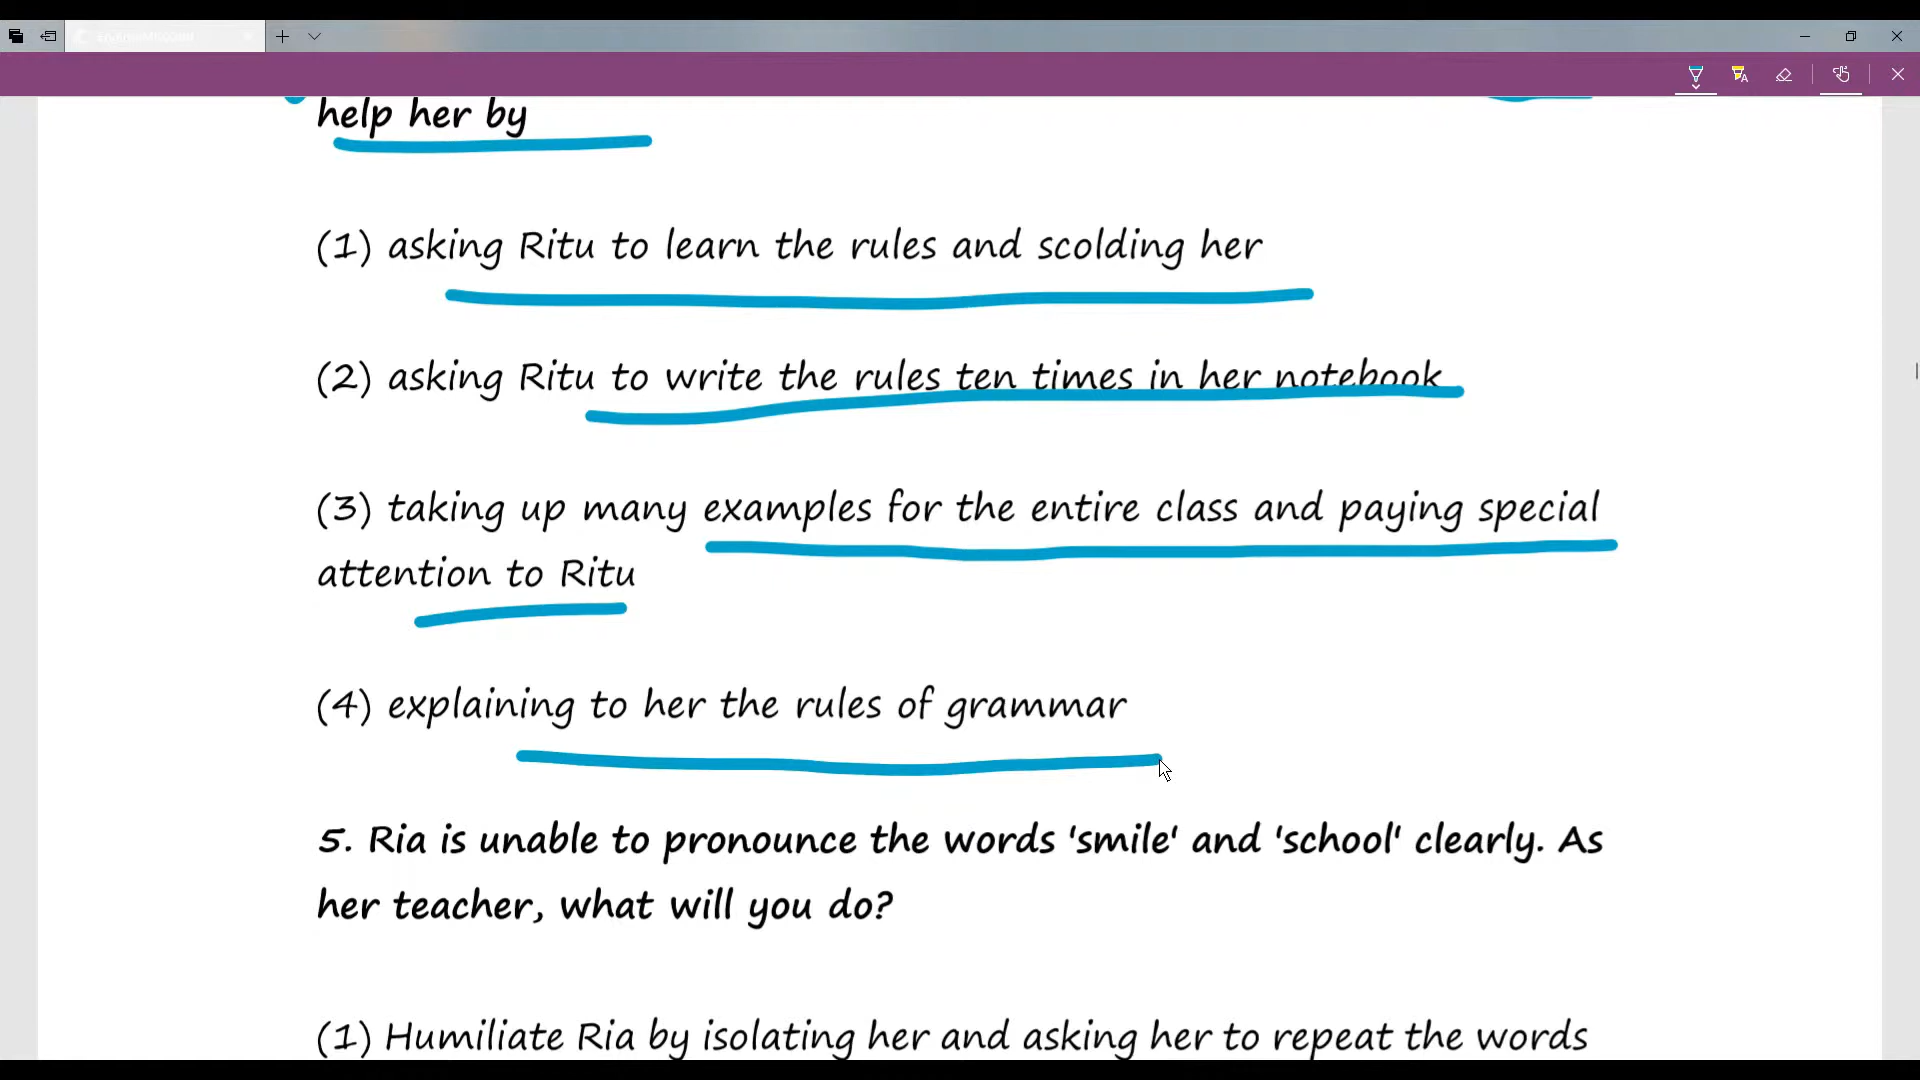 help her by
(1) asking Ritu to learn the rules and scolding her
(2) asking Ritu to write the rules ten times in her notebook
(3) taking up many examples for the entire class and paying special
attention to Ritu
(4) explaining to her the rules of grammar
5. Ria is unable to pronounce the words 'smile' and 'school' clearly. As
her teacher, what will you do?
(1) Humiliate Ria by isolating her and asking her to repeat the words